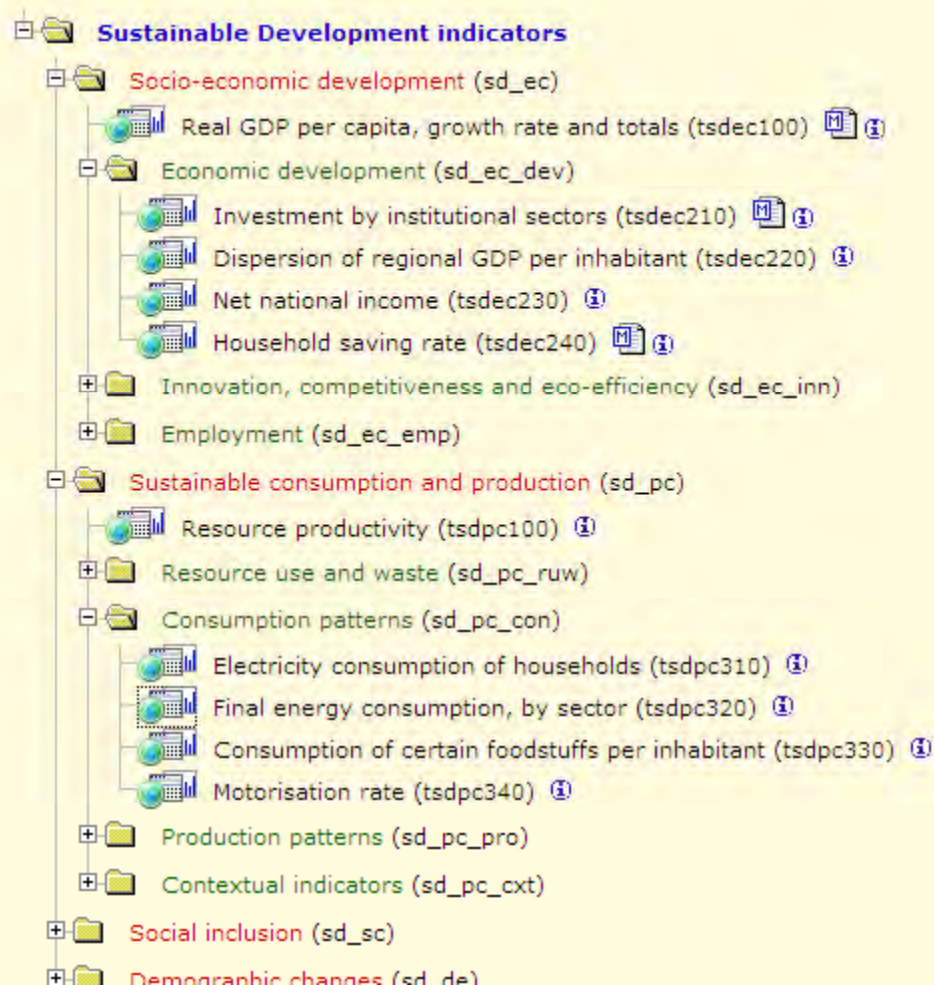 Sustainable Development indicators
Socio-economic development (sd_ec)
Real GDP per capita, growth rate and totals (tsdec100) M i
Economic development (sd_ec_dev)
Investment by institutional sectors (tsdec210) M i
Dispersion of regional GDP per inhabitant (tsdec220) i
Net national income (tsdec230) i
Household saving rate (tsdec240) M i
Innovation, competitiveness and eco-efficiency (sd_ec_inn)
Employment (sd_ec_emp)
Sustainable consumption and production (sd_pc)
Resource productivity (tsdpc100) i
Resource use and waste (sd_pc_ruw)
Consumption patterns (sd_pc_con)
Electricity consumption of households (tsdpc310) i
Final energy consumption, by sector (tsdpc320) i
Consumption of certain foodstuffs per inhabitant (tsdpc330) i
Motorisation rate (tsdpc340) i
Production patterns (sd_pc_pro)
Contextual indicators (sd_pc_cxt)
Social inclusion (sd_sc)
Demographic changes (sd_de)